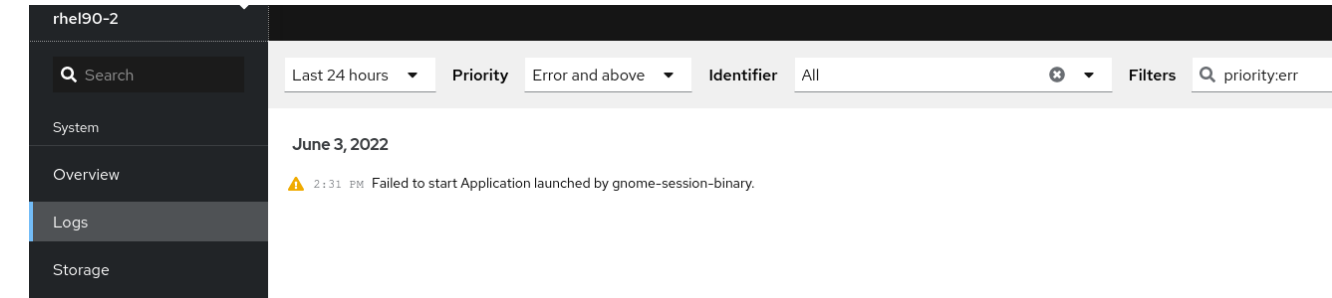 rhel90-2
Search
Last 24 hours Priority Error and above Identifier All Filters priority:err
System
June 3, 2022
Overview
2:31 PM Failed to start Application launched by gnome-session-binary.
Logs
Storage